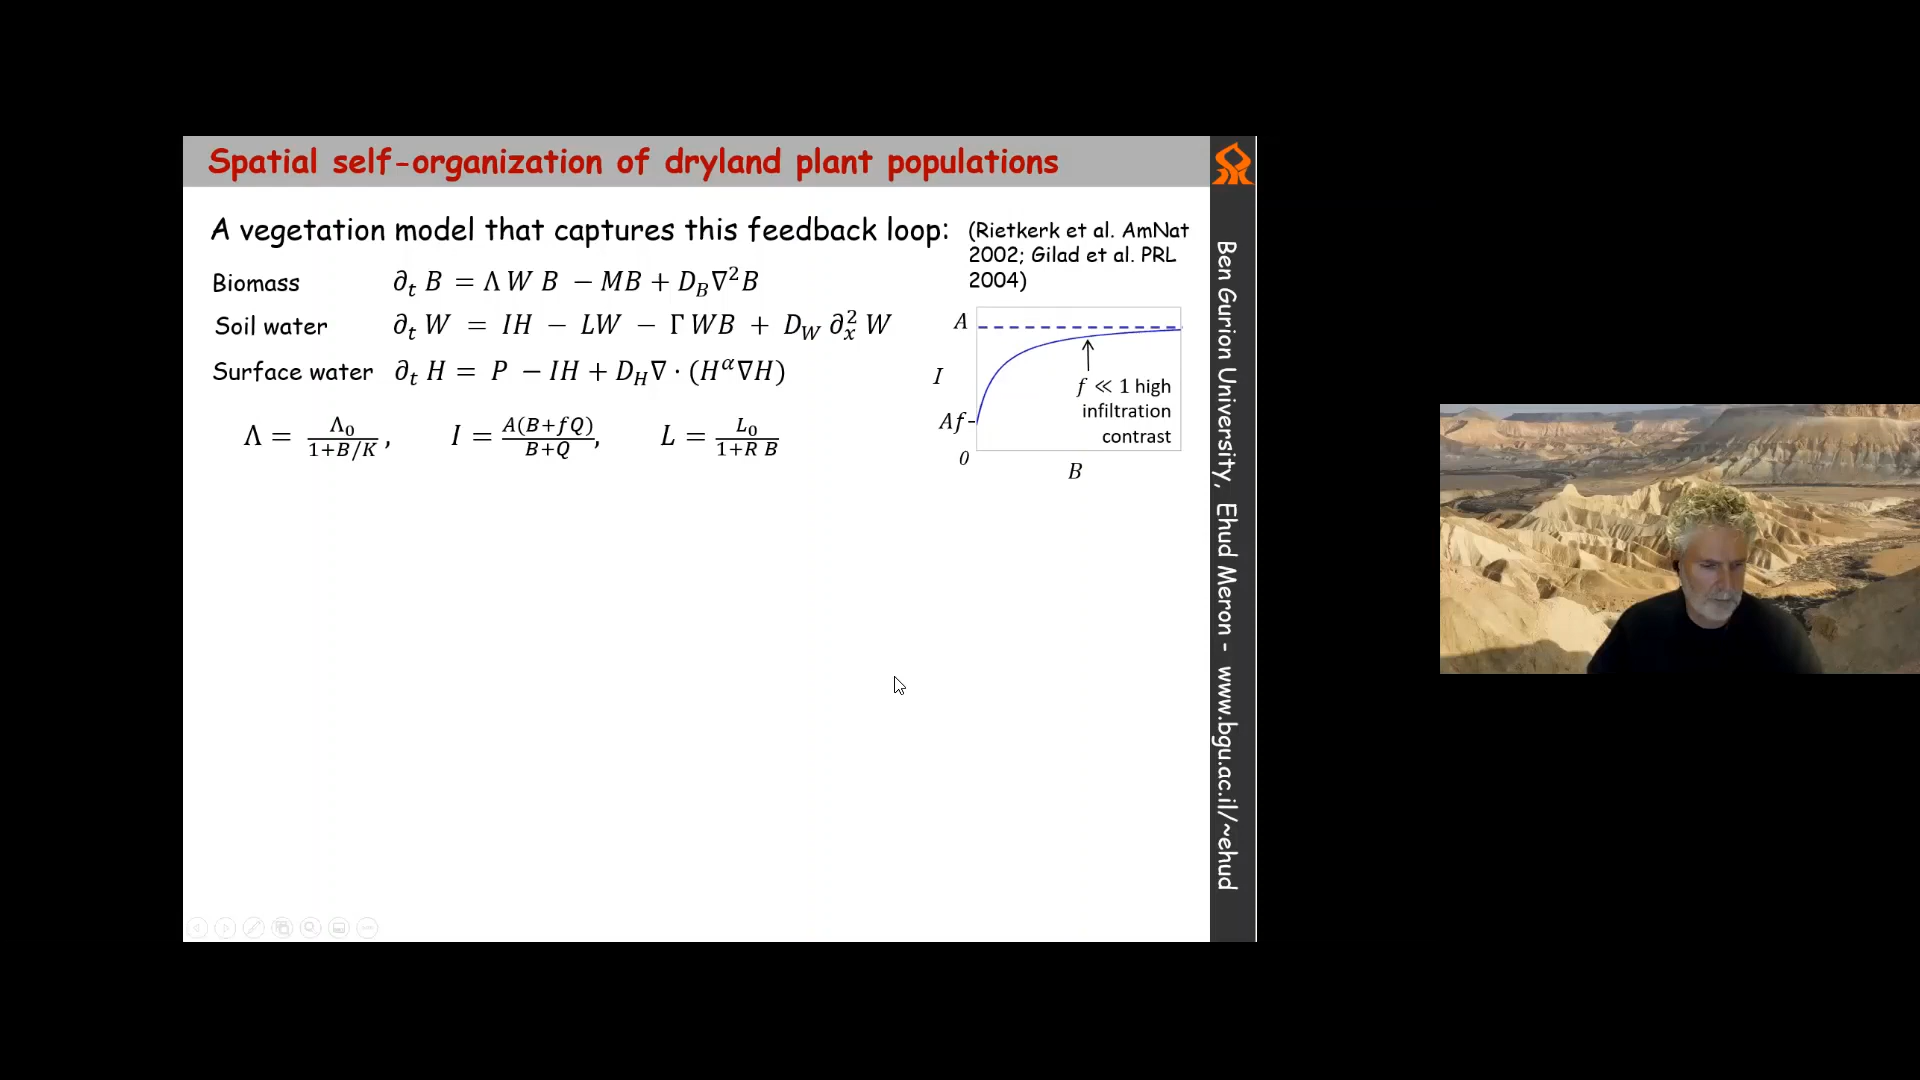 Spatial self-organization of dryland plant populations
A vegetation model that captures this feedback loop:
(Rietkerk et al. AmNat
2002; Gilad et al. PRL
2004)
Biomass ∂ₜ B = Λ W B − MB + D_B∇²B
Soil water ∂ₜ W = IH − LW − Γ WB + D_W ∂ₓ² W
Surface water ∂ₜ H = P − IH + D_H∇ · (H^α∇H)
Λ = Λ₀/(1+B/K), I = A(B+fQ)/(B+Q), L = L₀/(1+R B)
A
I
Af
0
B
f ≪ 1 high
infiltration
contrast
Ben Gurion University, Ehud Meron - www.bgu.ac.il/~ehud